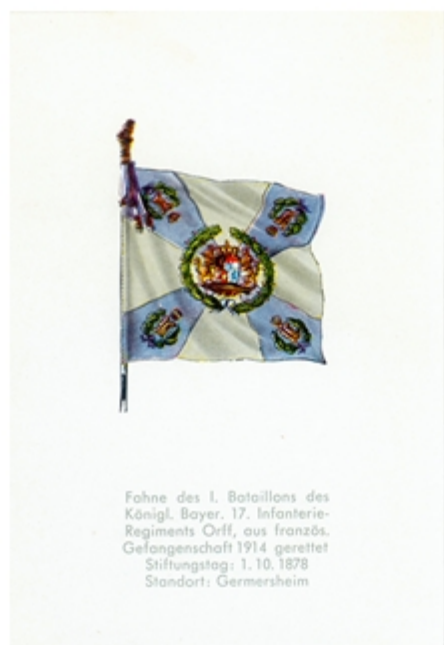 Fahne des I. Bataillons des
Königl. Bayer. 17. Infanterie-
Regiments Orff, aus französ.
Gefangenschaft 1914 gerettet
Stiftungstag: 1. 10. 1878
Standort: Germersheim